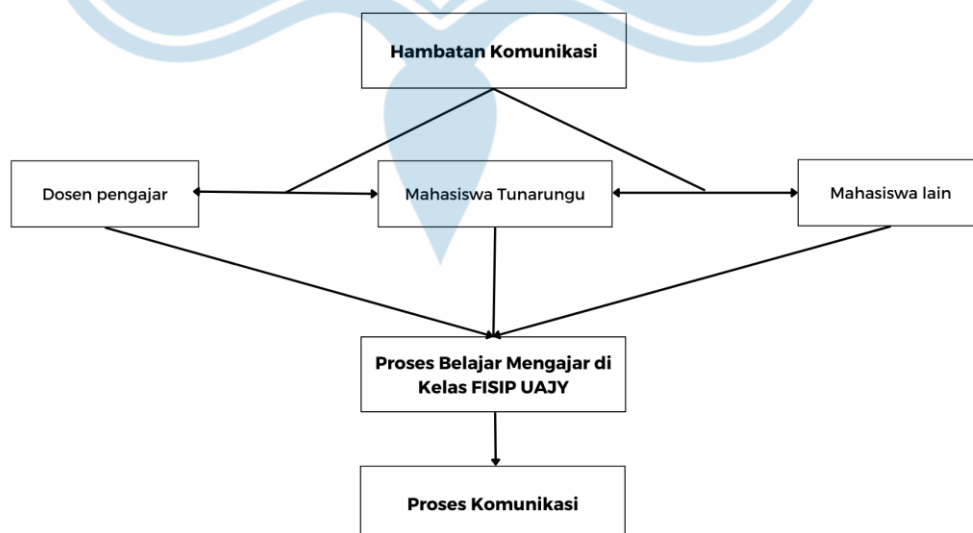 Hambatan Komunikasi
Dosen pengajar
Mahasiswa Tunarungu
Mahasiswa lain
Proses Belajar Mengajar di
Kelas FISIP UAJY
Proses Komunikasi